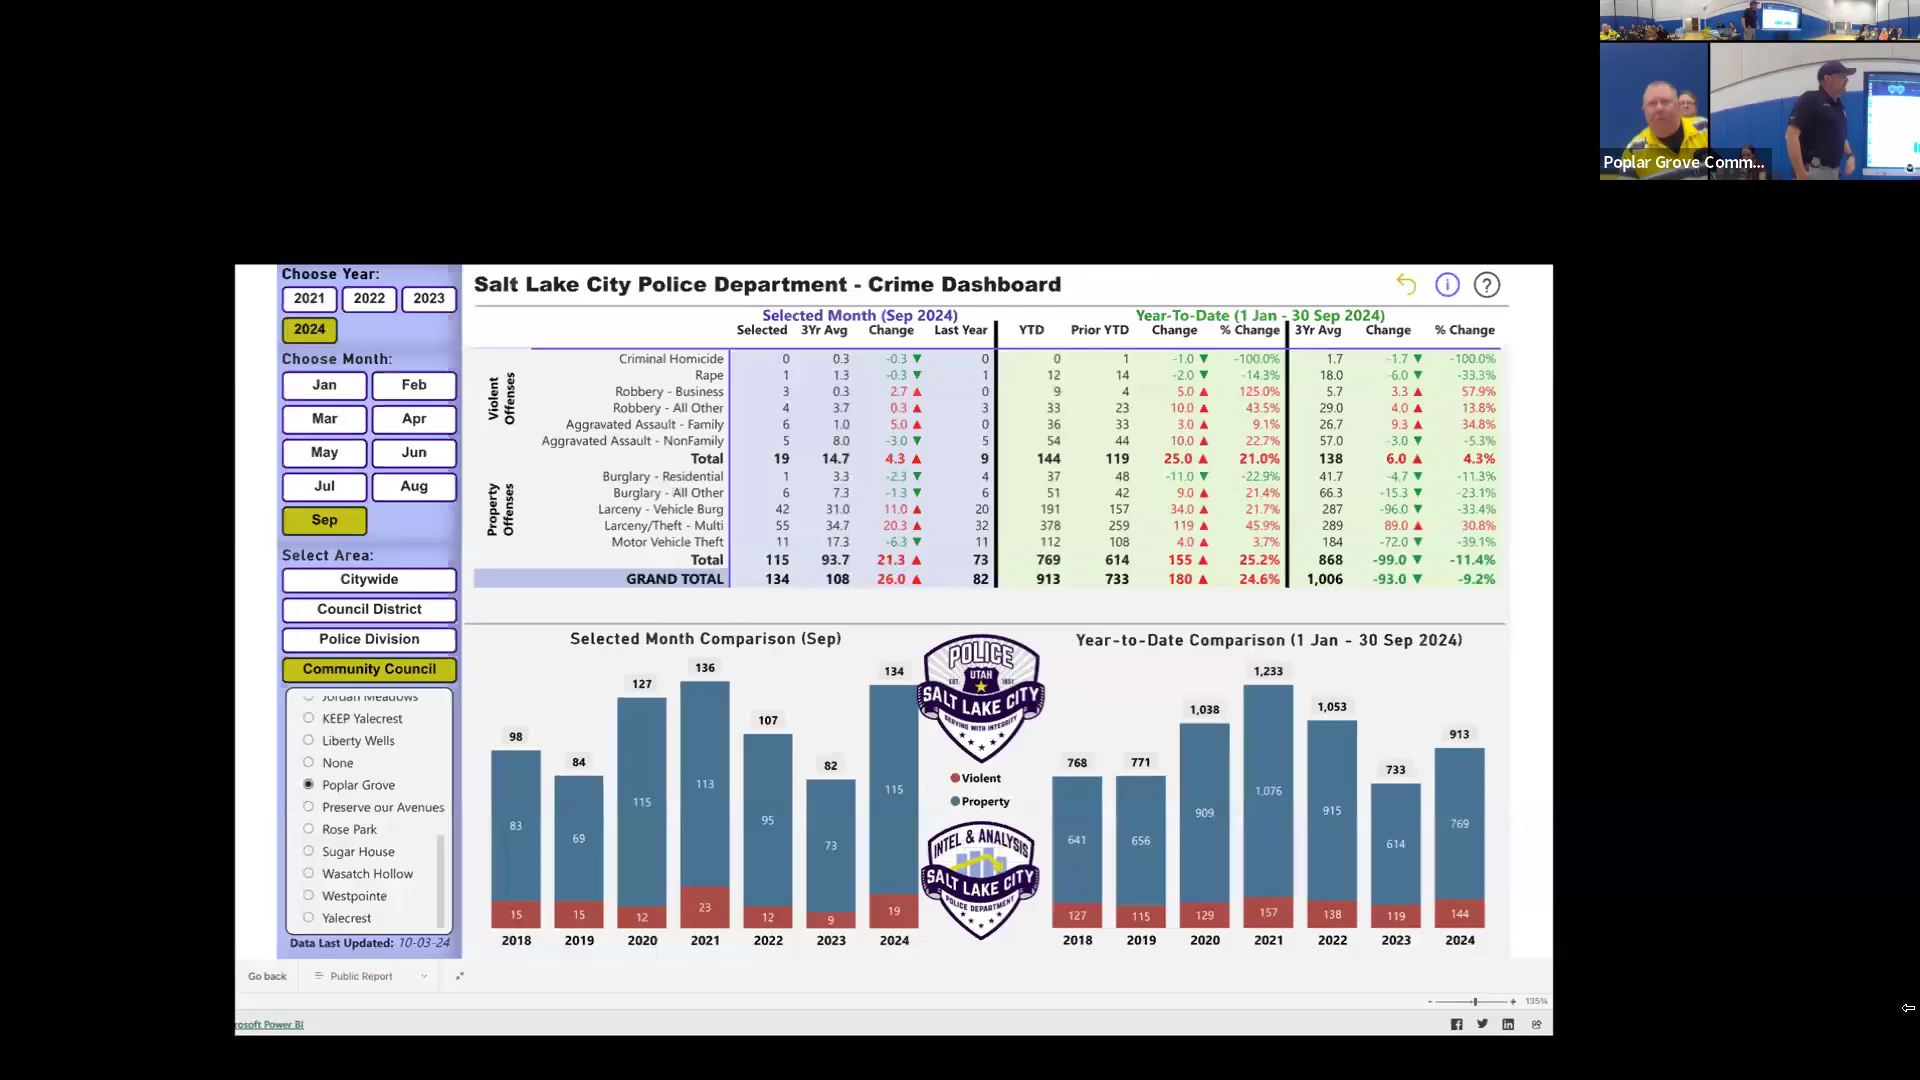 Poplar Grove Comm...
Choose Year:
2021 2022 2023
2024
Choose Month:
Jan Feb
Mar Apr
May Jun
Jul Aug
Sep
Select Area:
Citywide
Council District
Police Division
Community Council
Jordan Meadows
KEEP Yalecrest
Liberty Wells
None
Poplar Grove
Preserve our Avenues
Rose Park
Sugar House
Wasatch Hollow
Westpointe
Yalecrest
Data Last Updated: 10-03-24
Salt Lake City Police Department - Crime Dashboard
Selected Month (Sep 2024) Year-To-Date (1 Jan - 30 Sep 2024)
Selected 3Yr Avg Change Last Year YTD Prior YTD Change % Change 3Yr Avg Change % Change
Violent Offenses
Criminal Homicide 0 0.3 -0.3 ▼ 0 0 1 -1.0 ▼ -100.0% 1.7 -1.7 ▼ -100.0%
Rape 1 1.3 -0.3 ▼ 1 12 14 -2.0 ▼ -14.3% 18.0 -6.0 ▼ -33.3%
Robbery - Business 3 0.3 2.7 ▲ 0 9 4 5.0 ▲ 125.0% 5.7 3.3 ▲ 57.9%
Robbery - All Other 4 3.7 0.3 ▲ 3 33 23 10.0 ▲ 43.5% 29.0 4.0 ▲ 13.8%
Aggravated Assault - Family 6 1.0 5.0 ▲ 0 36 33 3.0 ▲ 9.1% 26.7 9.3 ▲ 34.8%
Aggravated Assault - NonFamily 5 8.0 -3.0 ▼ 5 54 44 10.0 ▲ 22.7% 57.0 -3.0 ▼ -5.3%
Total 19 14.7 4.3 ▲ 9 144 119 25.0 ▲ 21.0% 138 6.0 ▲ 4.3%
Property Offenses
Burglary - Residential 1 3.3 -2.3 ▼ 4 37 48 -11.0 ▼ -22.9% 41.7 -4.7 ▼ -11.3%
Burglary - All Other 6 7.3 -1.3 ▼ 6 51 42 9.0 ▲ 21.4% 66.3 -15.3 ▼ -23.1%
Larceny - Vehicle Burg 42 31.0 11.0 ▲ 20 191 157 34.0 ▲ 21.7% 287 -96.0 ▼ -33.4%
Larceny/Theft - Multi 55 34.7 20.3 ▲ 32 378 259 119 ▲ 45.9% 289 89.0 ▲ 30.8%
Motor Vehicle Theft 11 17.3 -6.3 ▼ 11 112 108 4.0 ▲ 3.7% 184 -72.0 ▼ -39.1%
Total 115 93.7 21.3 ▲ 73 769 614 155 ▲ 25.2% 868 -99.0 ▼ -11.4%
GRAND TOTAL 134 108 26.0 ▲ 82 913 733 180 ▲ 24.6% 1,006 -93.0 ▼ -9.2%
Selected Month Comparison (Sep)
98 84 127 136 107 82 134
83 69 115 113 95 73 115
15 15 12 23 12 9 19
2018 2019 2020 2021 2022 2023 2024
POLICE
UTAH
EST. 1851
SALT LAKE CITY
SERVING WITH INTEGRITY
Violent
Property
INTEL & ANALYSIS
SALT LAKE CITY
POLICE DEPARTMENT
Year-to-Date Comparison (1 Jan - 30 Sep 2024)
768 771 1,038 1,233 1,053 733 913
641 656 909 1,076 915 614 769
127 115 129 157 138 119 144
2018 2019 2020 2021 2022 2023 2024
Go back Public Report
- + 135%
rosoft Power BI